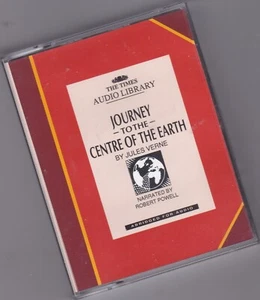 THE TIMES
AUDIO LIBRARY
JOURNEY
– TO THE –
CENTRE OF THE EARTH
BY JULES VERNE
NARRATED BY
ROBERT POWELL
ABRIDGED FOR AUDIO